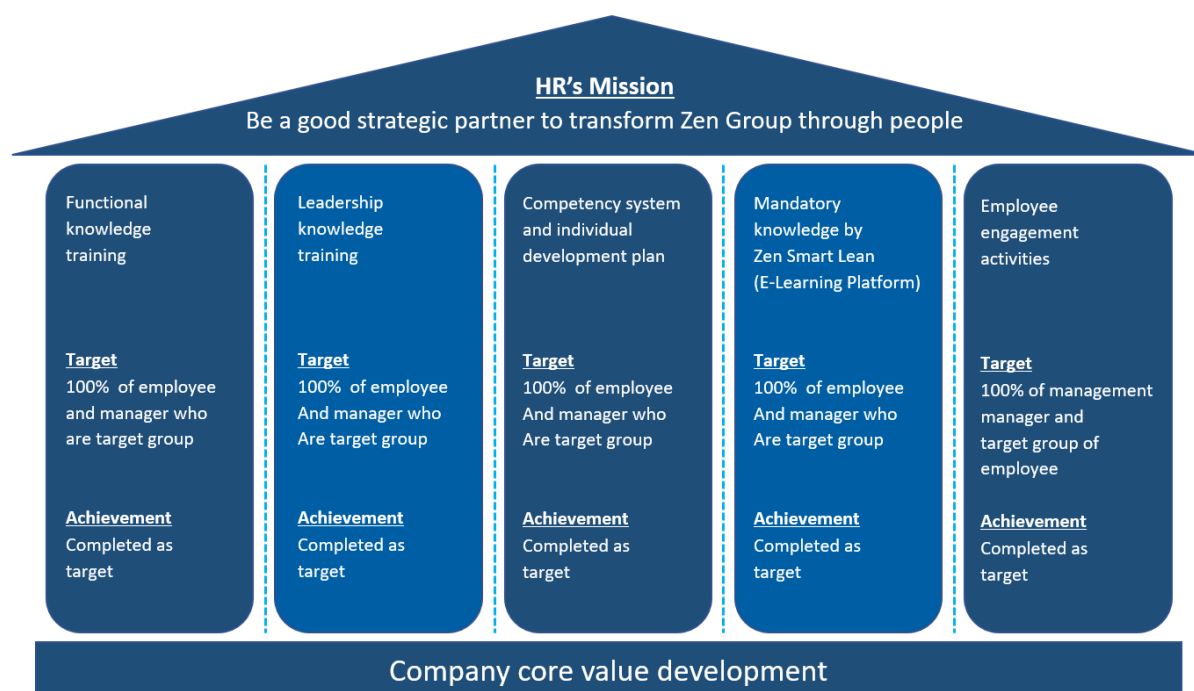 HR's Mission
Be a good strategic partner to transform Zen Group through people
Functional
knowledge
training
Target
100% of employee
and manager who
are target group
Achievement
Completed as
target
Leadership
knowledge
training
Target
100% of employee
And manager who
Are target group
Achievement
Completed as
target
Competency system
and individual
development plan
Target
100% of employee
And manager who
Are target group
Achievement
Completed as
target
Mandatory
knowledge by
Zen Smart Lean
(E-Learning Platform)
Target
100% of employee
And manager who
Are target group
Achievement
Completed as
target
Employee
engagement
activities
Target
100% of management
manager and
target group of
employee
Achievement
Completed as
target
Company core value development